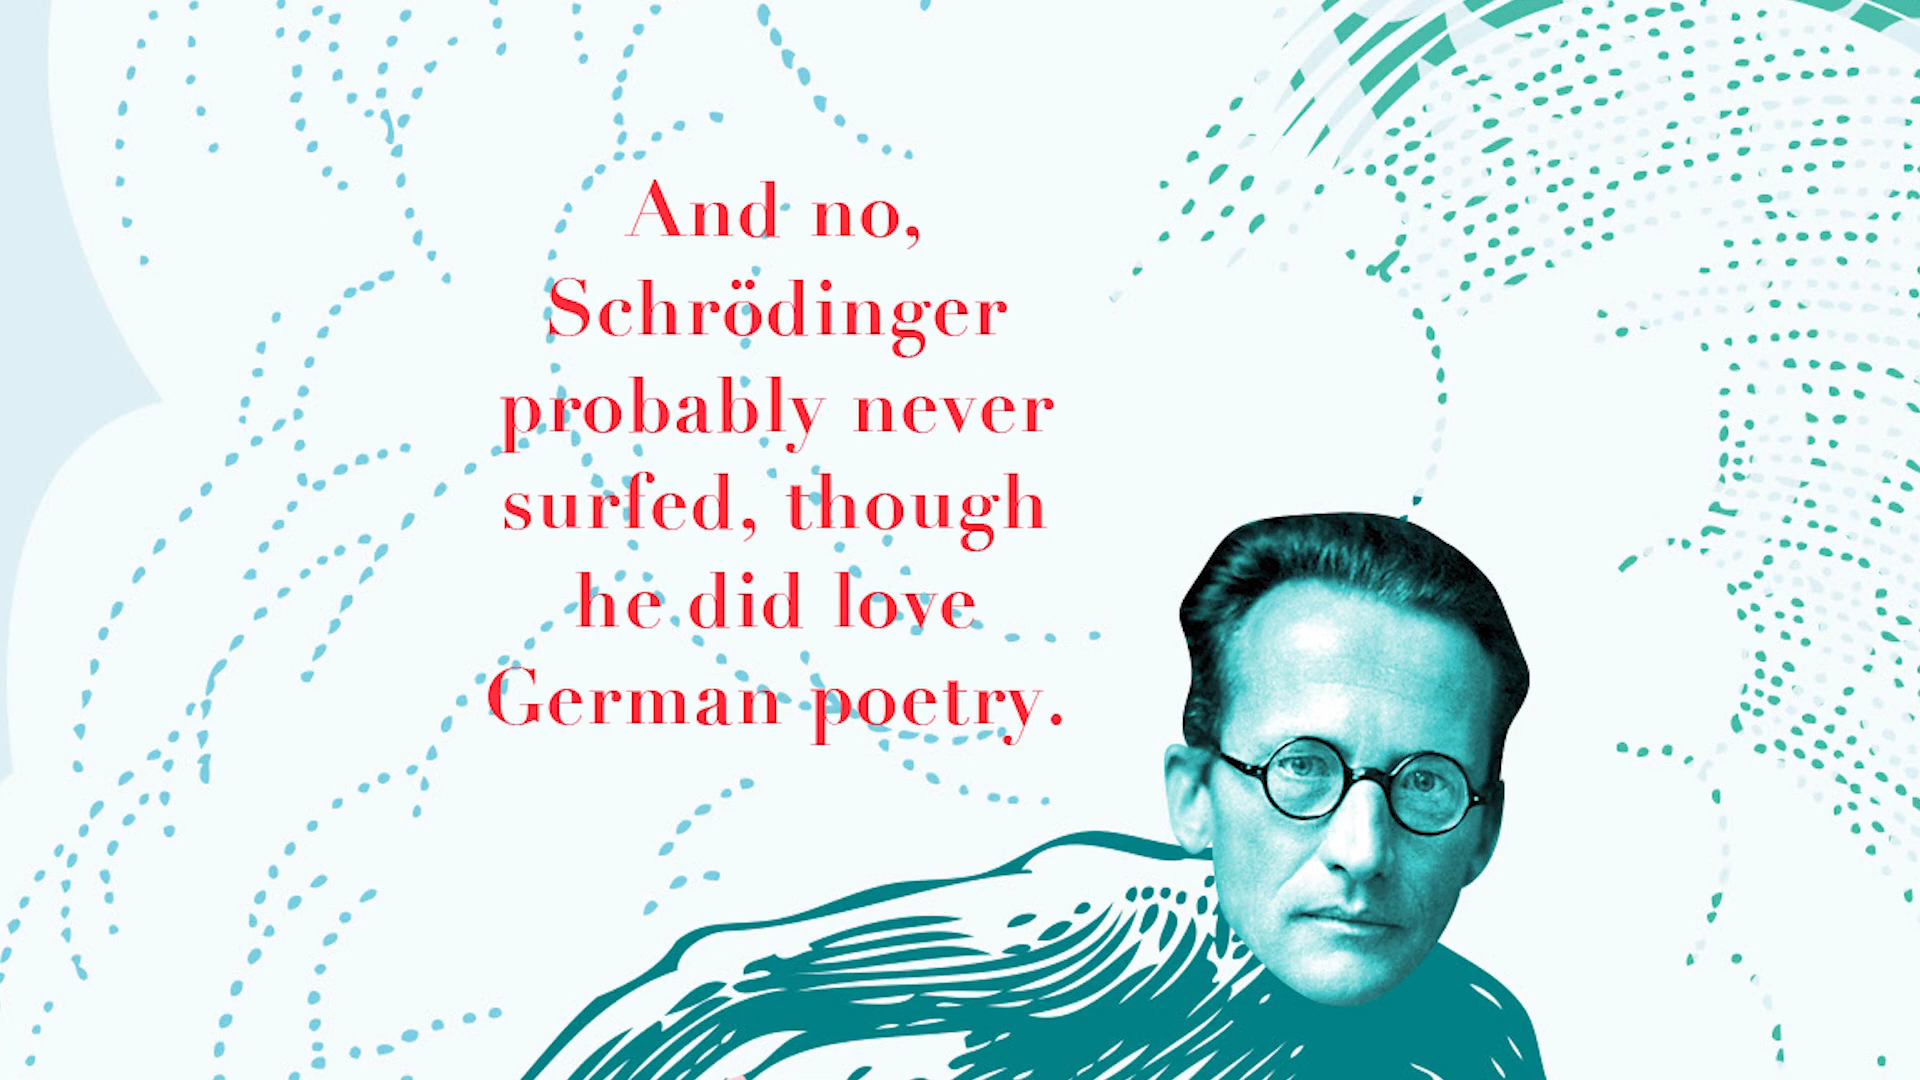 And no,
Schrödinger
probably never
surfed, though
he did love
German poetry.